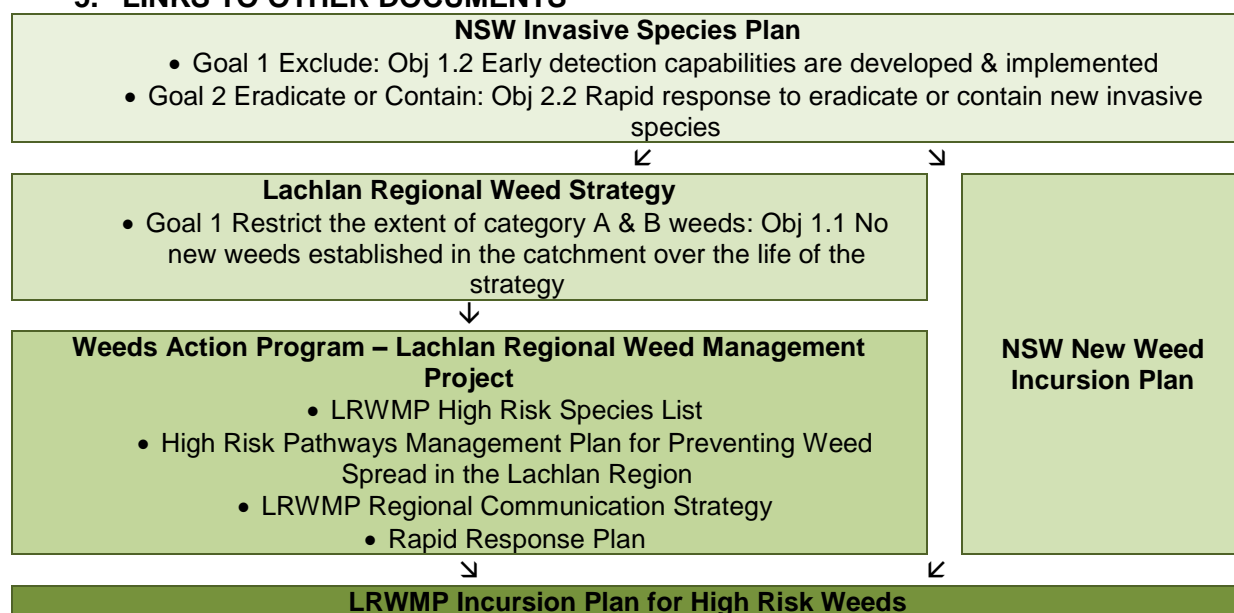 3. LINKS TO OTHER DOCUMENTS
NSW Invasive Species Plan
• Goal 1 Exclude: Obj 1.2 Early detection capabilities are developed & implemented
• Goal 2 Eradicate or Contain: Obj 2.2 Rapid response to eradicate or contain new invasive
species
Lachlan Regional Weed Strategy
• Goal 1 Restrict the extent of category A & B weeds: Obj 1.1 No
new weeds established in the catchment over the life of the
strategy
Weeds Action Program – Lachlan Regional Weed Management
Project
• LRWMP High Risk Species List
• High Risk Pathways Management Plan for Preventing Weed
Spread in the Lachlan Region
• LRWMP Regional Communication Strategy
• Rapid Response Plan
NSW New Weed
Incursion Plan
LRWMP Incursion Plan for High Risk Weeds